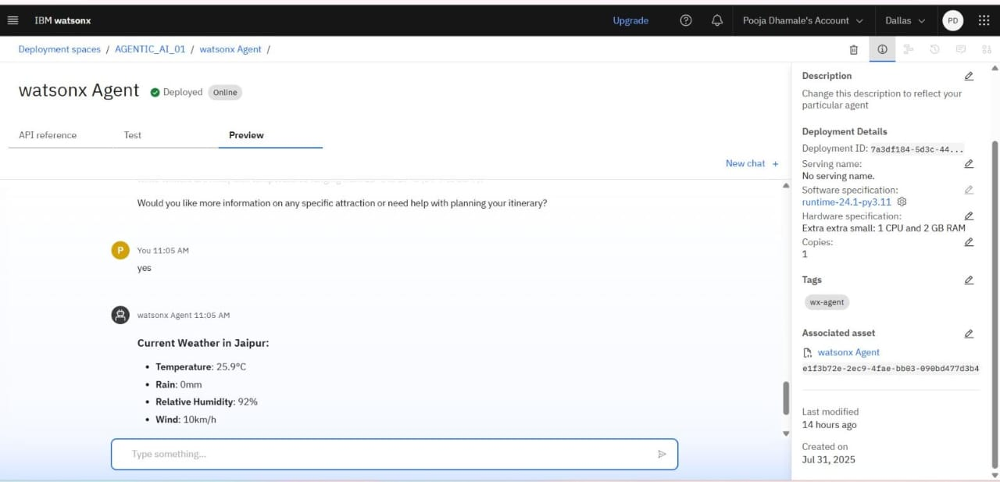 IBM watsonx
Upgrade
Pooja Dhamale's Account
Dallas
PD
Deployment spaces / AGENTIC_AI_01 / watsonx Agent /
watsonx Agent
Deployed
Online
API reference
Test
Preview
New chat +
Would you like more information on any specific attraction or need help with planning your itinerary?
P
You 11:05 AM
yes
watsonx Agent 11:05 AM
Current Weather in Jaipur:
• Temperature: 25.9°C
• Rain: 0mm
• Relative Humidity: 92%
• Wind: 10km/h
Type something...
Description
Change this description to reflect your
particular agent
Deployment Details
Deployment ID: 7a3df184-5d3c-44...
Serving name:
No serving name.
Software specification:
runtime-24.1-py3.11
Hardware specification:
Extra extra small: 1 CPU and 2 GB RAM
Copies:
1
Tags
wx-agent
Associated asset
watsonx Agent
e1f3b72e-2ec9-4fae-bb03-090bd477d3b4
Last modified
14 hours ago
Created on
Jul 31, 2025